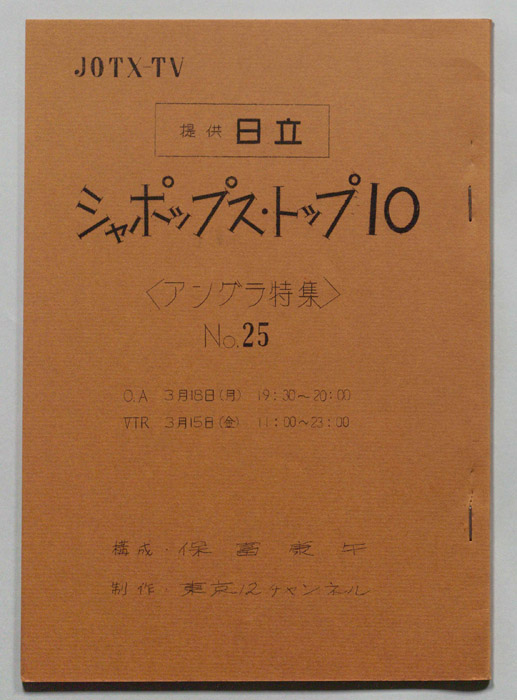 JOTX-TV
提供 日立
シャポップス・トップ10
〈アングラ特集〉
No.25
O.A 3月18日(月) 19:30〜20:00
VTR 3月15日(金) 11:00〜23:00
構成・保富康午
制作・東京12チャンネル